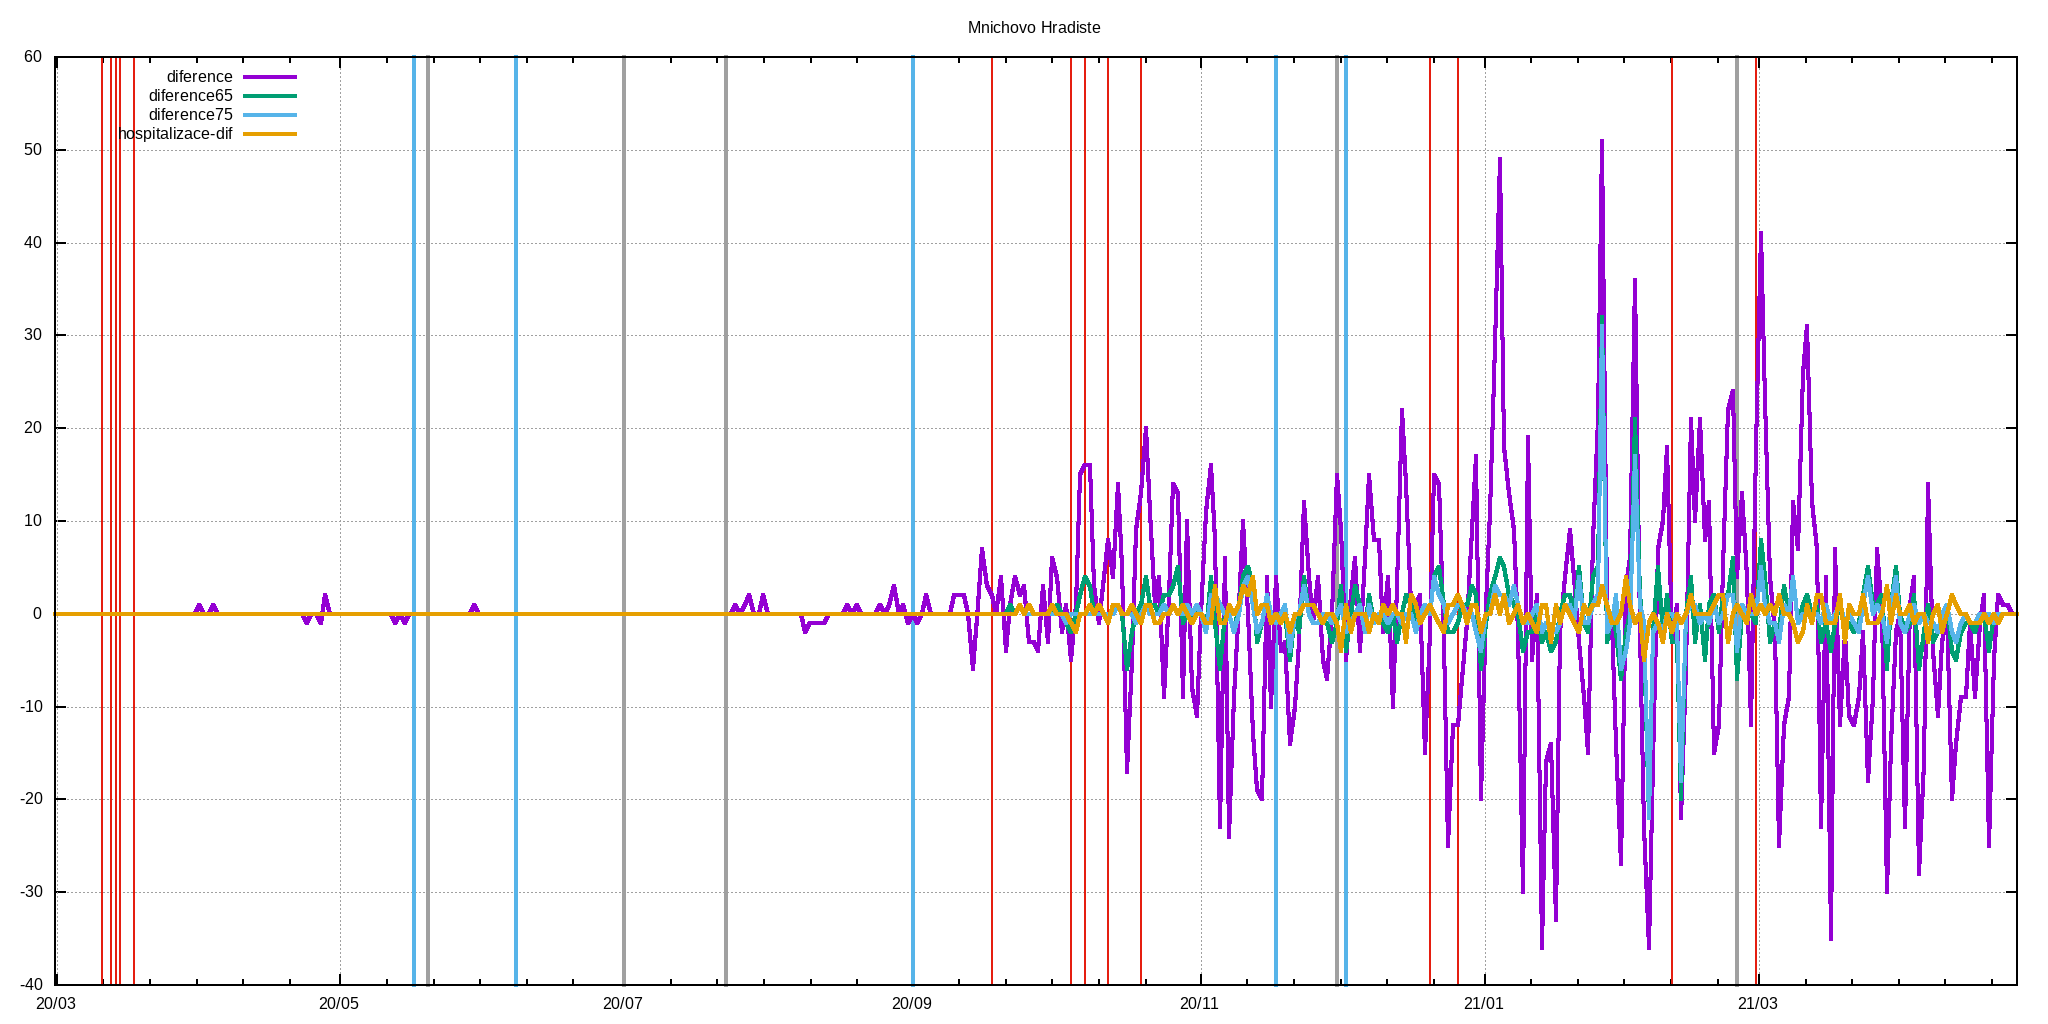 Mnichovo Hradiste
60
50
40
30
20
10
0
-10
-20
-30
-40
diference
diference65
diference75
hospitalizace-dif
20/03 20/05 20/07 20/09 20/11 21/01 21/03